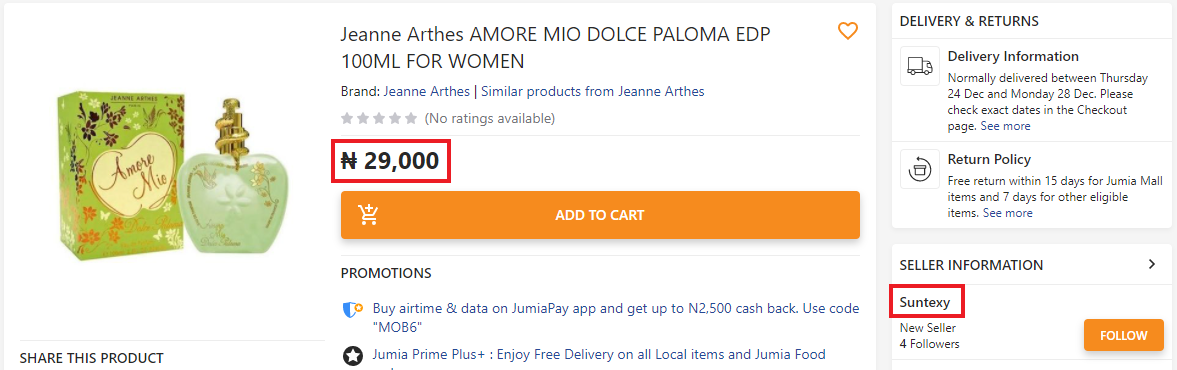 Jeanne Arthes AMORE MIO DOLCE PALOMA EDP
100ML FOR WOMEN
Brand: Jeanne Arthes | Similar products from Jeanne Arthes
(No ratings available)
₦ 29,000
ADD TO CART
PROMOTIONS
Buy airtime & data on JumiaPay app and get up to N2,500 cash back. Use code
"MOB6"
Jumia Prime Plus+ : Enjoy Free Delivery on all Local items and Jumia Food
JEANNE ARTHES
Amore
Mio
Amore
Mio
SHARE THIS PRODUCT
DELIVERY & RETURNS
Delivery Information
Normally delivered between Thursday
24 Dec and Monday 28 Dec. Please
check exact dates in the Checkout
page. See more
Return Policy
Free return within 15 days for Jumia Mall
items and 7 days for other eligible
items. See more
SELLER INFORMATION
Suntexy
New Seller
4 Followers
FOLLOW